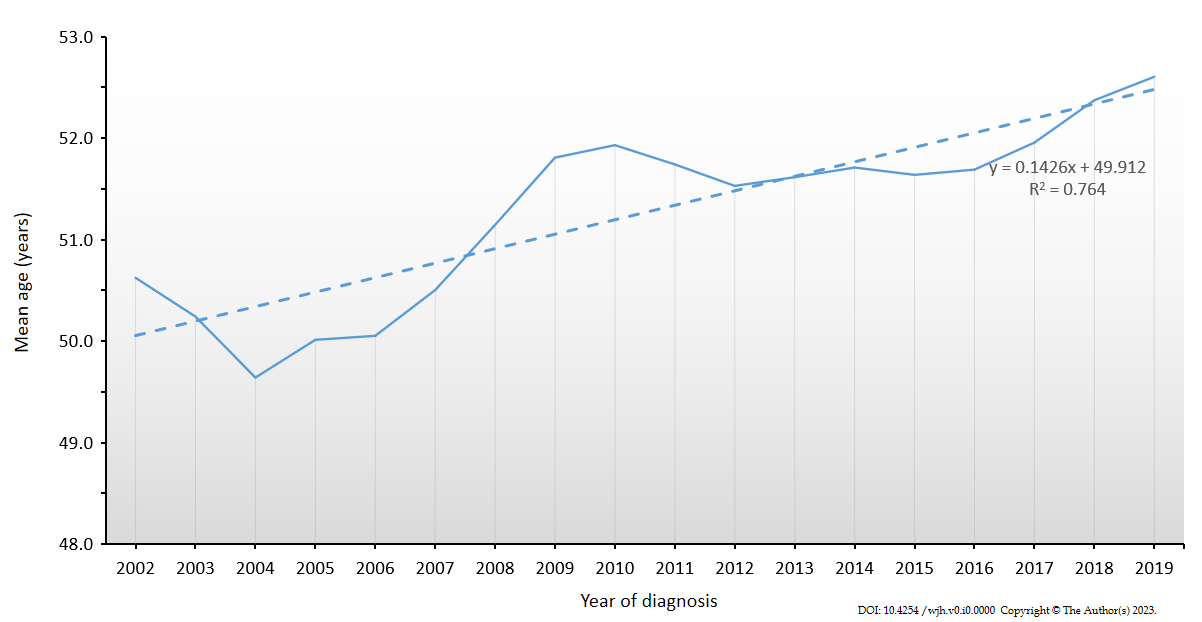 53.0
52.0
51.0
50.0
49.0
48.0
Mean age (years)
y = 0.1426x + 49.912
R² = 0.764
2002 2003 2004 2005 2006 2007 2008 2009 2010 2011 2012 2013 2014 2015 2016 2017 2018 2019
Year of diagnosis
DOI: 10.4254 /wjh.v0.i0.0000 Copyright © The Author(s) 2023.